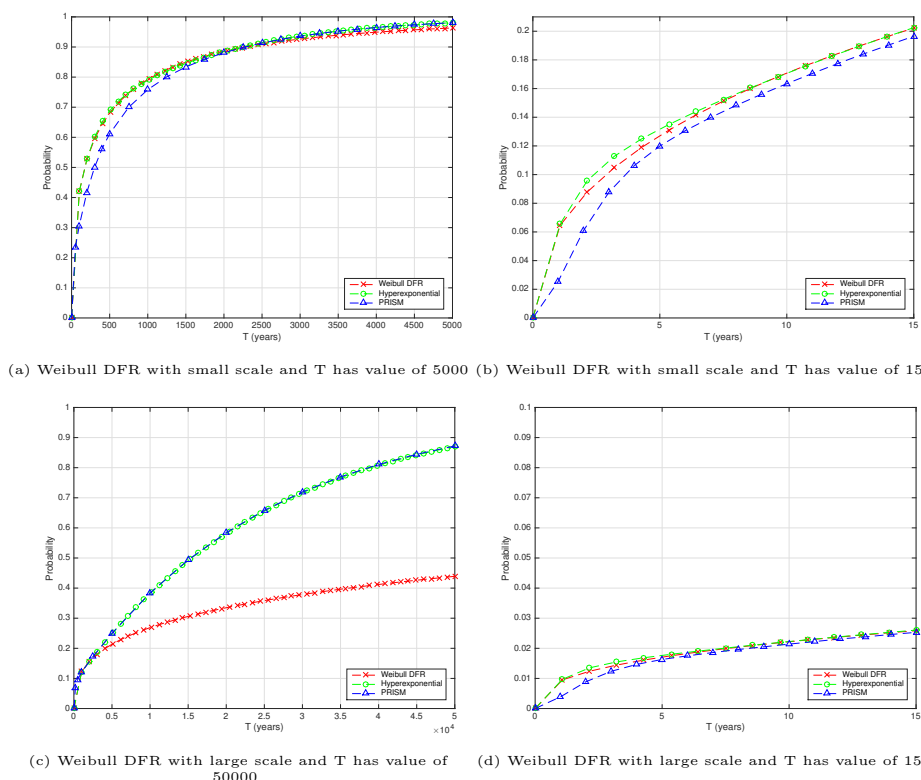 1
0.9
0.8
0.7
0.6
0.5
0.4
0.3
0.2
0.1
0
Probability
0 500 1000 1500 2000 2500 3000 3500 4000 4500 5000
T (years)
Weibull DFR
Hyperexponential
PRISM
0.2
0.18
0.16
0.14
0.12
0.1
0.08
0.06
0.04
0.02
0
Probability
0 5 10 15
T (years)
Weibull DFR
Hyperexponential
PRISM
(a) Weibull DFR with small scale and T has value of 5000
(b) Weibull DFR with small scale and T has value of 15
1
0.9
0.8
0.7
0.6
0.5
0.4
0.3
0.2
0.1
0
Probability
0 0.5 1 1.5 2 2.5 3 3.5 4 4.5 5
×10⁴
T (years)
Weibull DFR
Hyperexponential
PRISM
0.1
0.09
0.08
0.07
0.06
0.05
0.04
0.03
0.02
0.01
0
Probability
0 5 10 15
T (years)
Weibull DFR
Hyperexponential
PRISM
(c) Weibull DFR with large scale and T has value of
50000
(d) Weibull DFR with large scale and T has value of 15